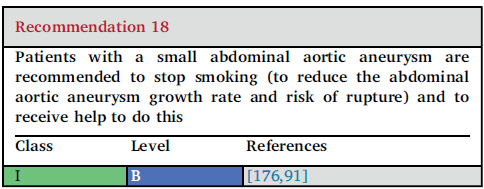 Recommendation 18
Patients with a small abdominal aortic aneurysm are
recommended to stop smoking (to reduce the abdominal
aortic aneurysm growth rate and risk of rupture) and to
receive help to do this
Class Level References
I B [176,91]